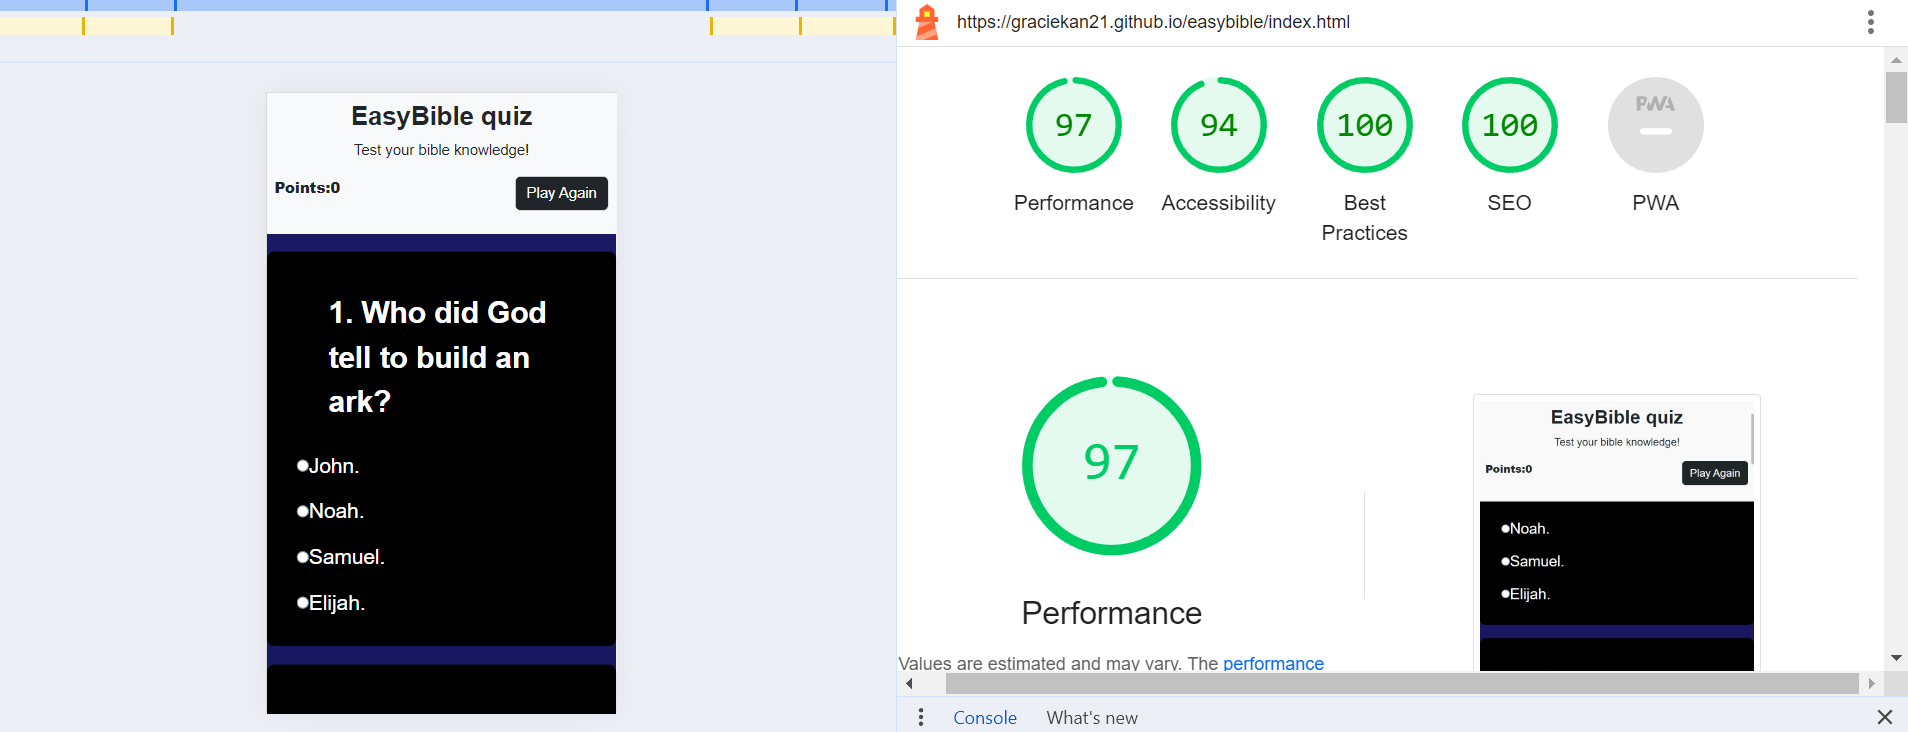 EasyBible quiz
Test your bible knowledge!
Points:0
Play Again
1. Who did God
tell to build an
ark?
John.
Noah.
Samuel.
Elijah.
https://graciekan21.github.io/easybible/index.html
97
94
100
100
PWA
Performance
Accessibility
Best
Practices
SEO
PWA
97
Performance
Values are estimated and may vary. The performance
EasyBible quiz
Test your bible knowledge!
Points:0
Play Again
Noah.
Samuel.
Elijah.
Console
What's new